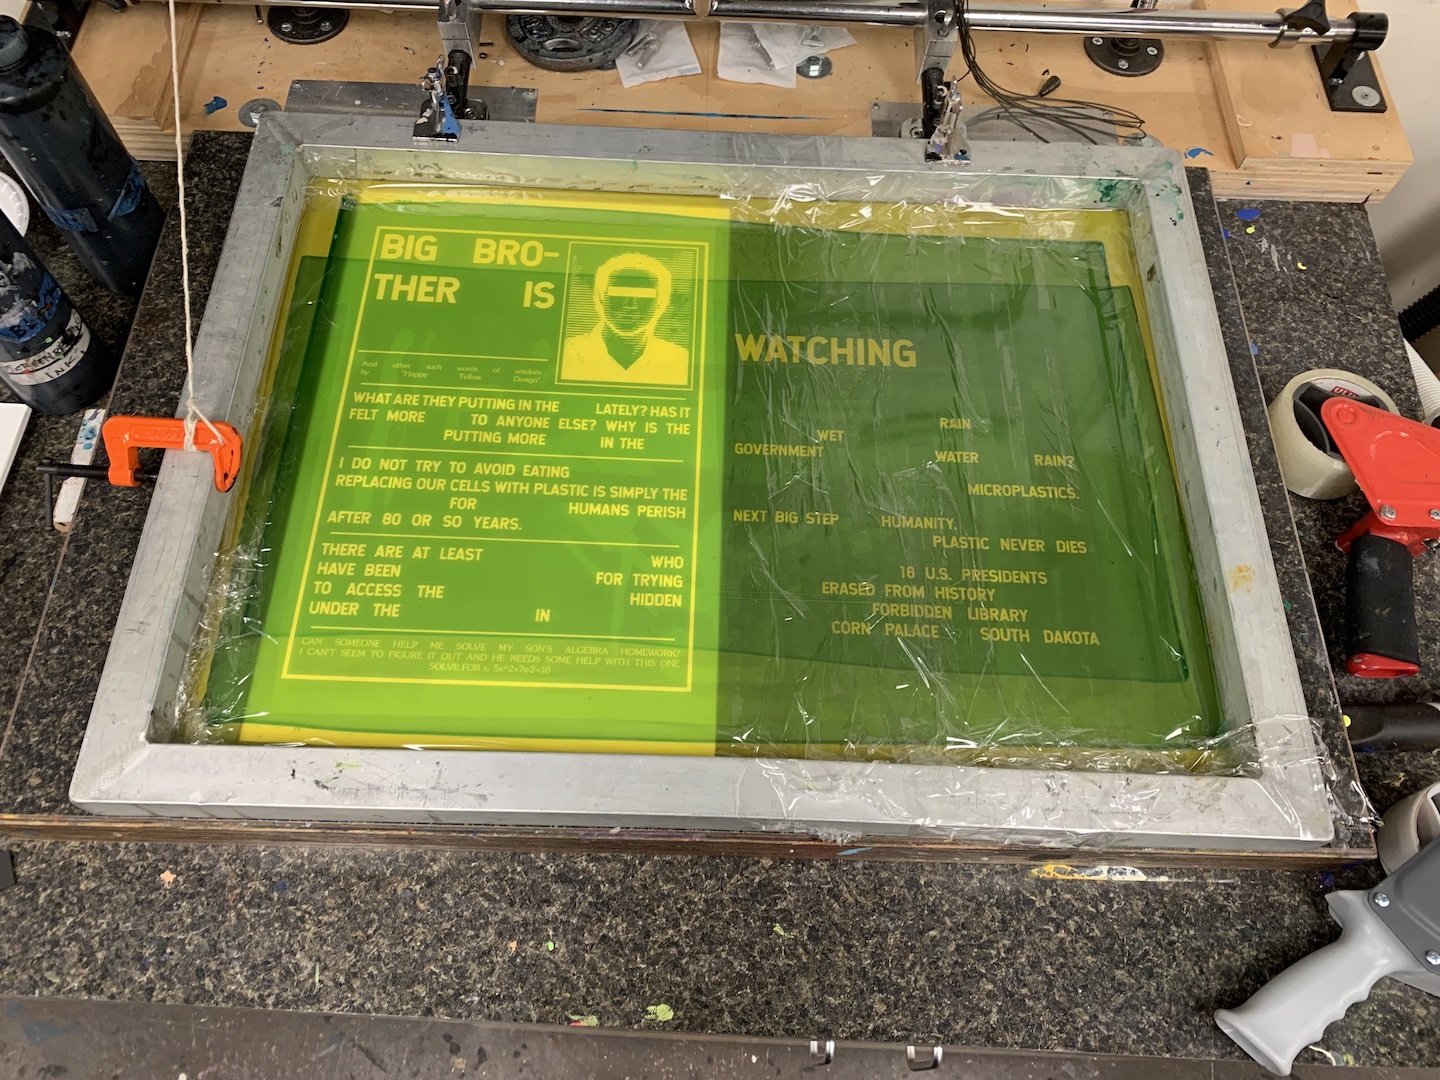 BIG BRO-
THER IS
And other such words of wisdom
by "Happy Fellow Design"
WHAT ARE THEY PUTTING IN THE LATELY? HAS IT
FELT MORE TO ANYONE ELSE? WHY IS THE
PUTTING MORE IN THE
I DO NOT TRY TO AVOID EATING
REPLACING OUR CELLS WITH PLASTIC IS SIMPLY THE
FOR HUMANS PERISH
AFTER 80 OR SO YEARS.
THERE ARE AT LEAST WHO
HAVE BEEN FOR TRYING
TO ACCESS THE HIDDEN
UNDER THE IN
CAN SOMEONE HELP ME SOLVE MY SON'S ALGEBRA HOMEWORK?
I CAN'T SEEM TO FIGURE IT OUT AND HE NEEDS SOME HELP WITH THIS ONE
SOLVE FOR x: 5x^2+7x-2=10
WATCHING
RAIN
WET
GOVERNMENT WATER RAIN?
MICROPLASTICS.
NEXT BIG STEP HUMANITY.
PLASTIC NEVER DIES
18 U.S. PRESIDENTS
ERASED FROM HISTORY
FORBIDDEN LIBRARY
CORN PALACE SOUTH DAKOTA